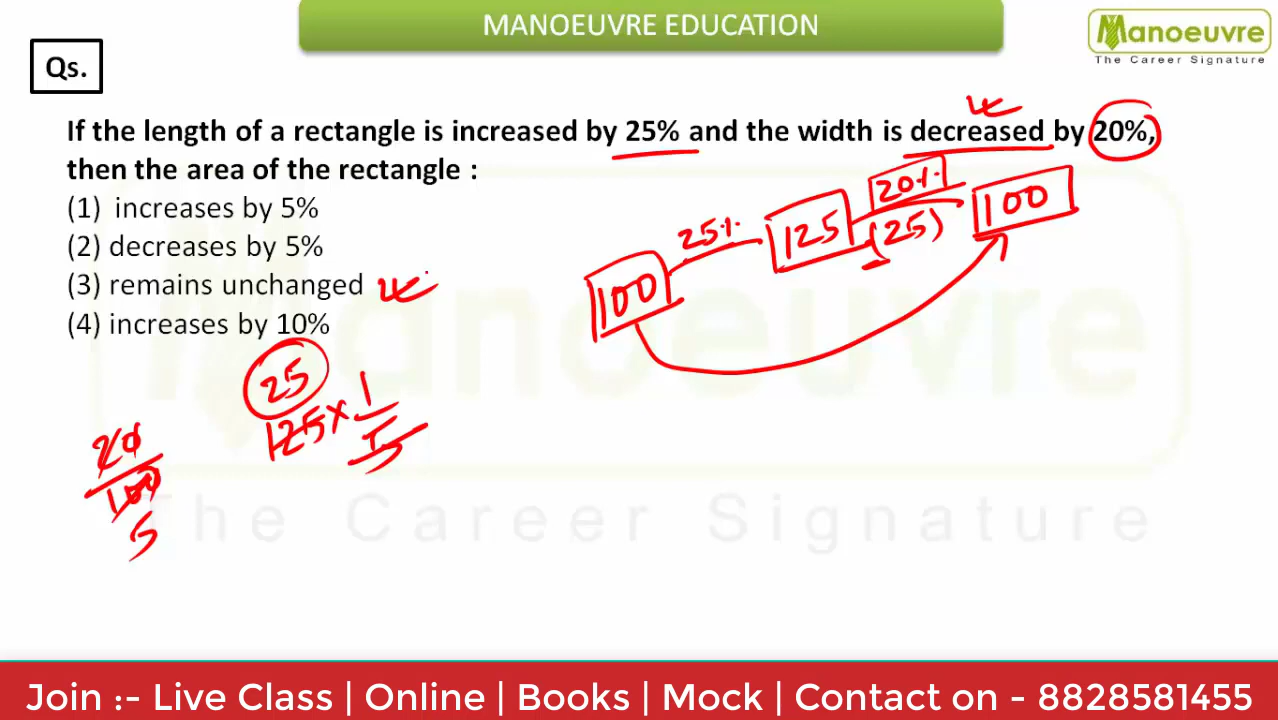 MANOEUVRE EDUCATION
Manoeuvre
The Career Signature
Qs.
If the length of a rectangle is increased by 25% and the width is decreased by 20%,
then the area of the rectangle :
(1) increases by 5%
(2) decreases by 5%
(3) remains unchanged
(4) increases by 10%
100
25%
125
20%
(25)
100
25
125 × 1
5
20
100
5
Manoeuvre
The Career Signature
Join :- Live Class | Online | Books | Mock | Contact on - 8828581455